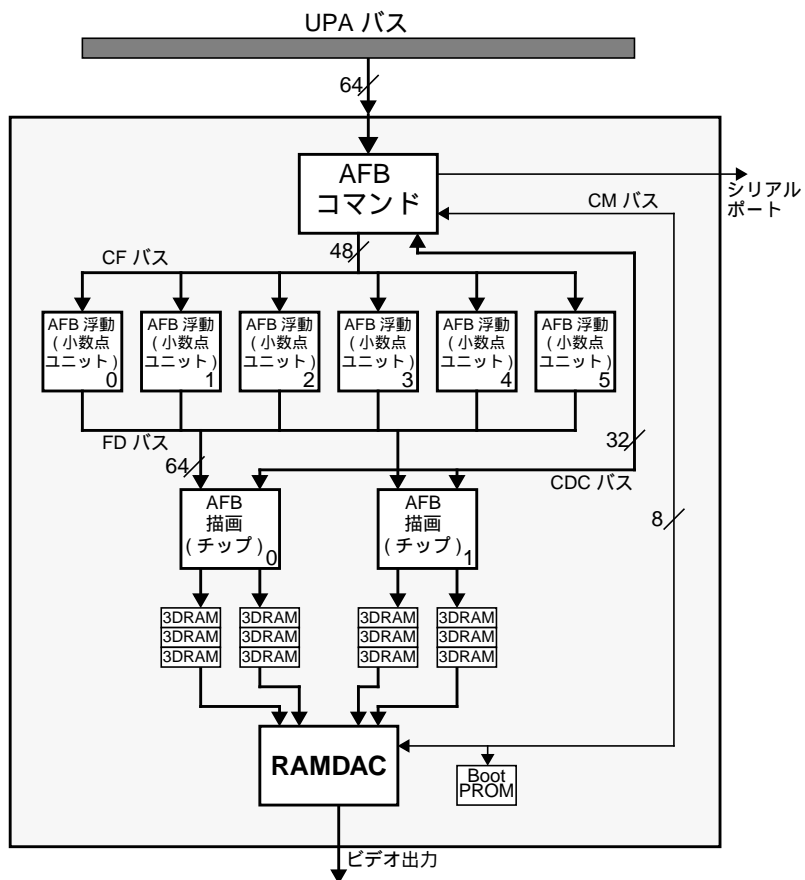 UPA バス
64
AFB
コマンド
シリアル
ポート
CM バス
48
CF バス
AFB 浮動
(小数点
ユニット)
0
AFB 浮動
(小数点
ユニット)
1
AFB 浮動
(小数点
ユニット)
2
AFB 浮動
(小数点
ユニット)
3
AFB 浮動
(小数点
ユニット)
4
AFB 浮動
(小数点
ユニット)
5
FD バス
64
32
CDC バス
8
AFB
描画
(チップ)
0
AFB
描画
(チップ)
1
3DRAM
3DRAM
3DRAM
3DRAM
3DRAM
3DRAM
3DRAM
3DRAM
3DRAM
3DRAM
3DRAM
3DRAM
RAMDAC
Boot
PROM
ビデオ出力